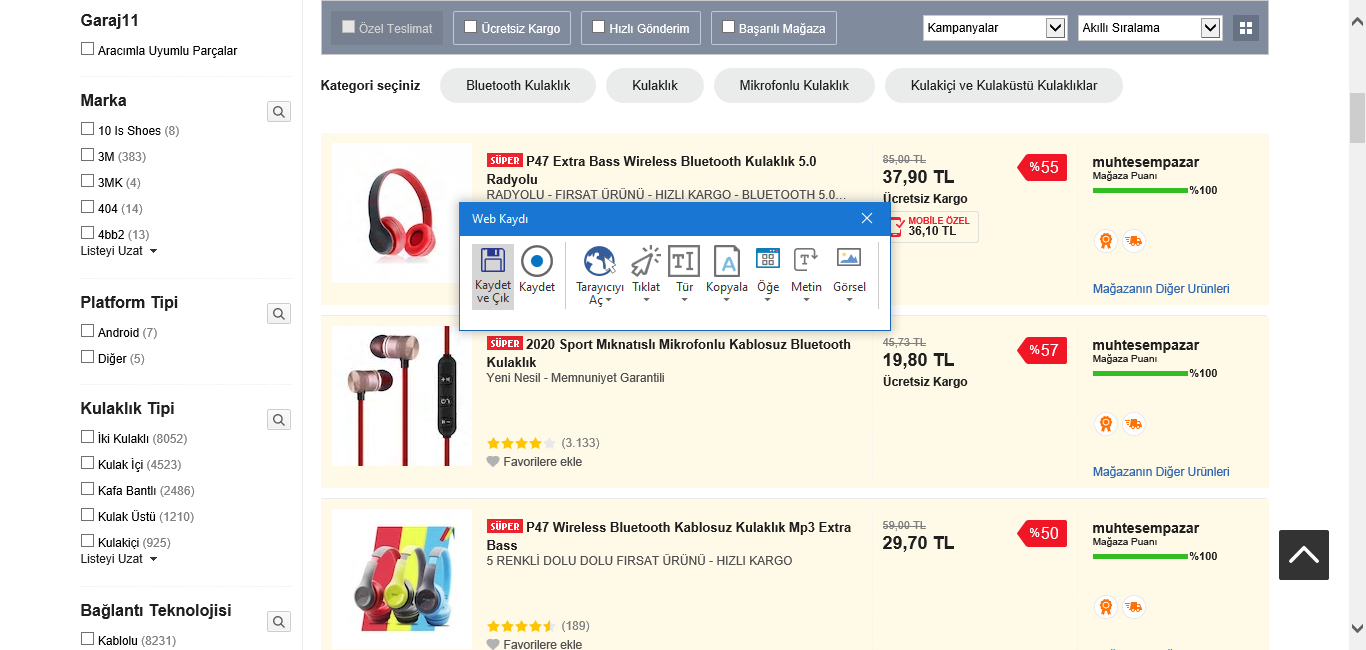 Garaj11
Aracımla Uyumlu Parçalar
Marka
10 Is Shoes (8)
3M (383)
3MK (4)
404 (14)
4bb2 (13)
Listeyi Uzat
Platform Tipi
Android (7)
Diğer (5)
Kulaklık Tipi
İki Kulaklı (8052)
Kulak İçi (4523)
Kafa Bantlı (2486)
Kulak Üstü (1210)
Kulakiçi (925)
Listeyi Uzat
Bağlantı Teknolojisi
Kablolu (8231)
Özel Teslimat
Ücretsiz Kargo
Hızlı Gönderim
Başarılı Mağaza
Kampanyalar
Akıllı Sıralama
Kategori seçiniz
Bluetooth Kulaklık
Kulaklık
Mikrofonlu Kulaklık
Kulakiçi ve Kulaküstü Kulaklıklar
SÜPER P47 Extra Bass Wireless Bluetooth Kulaklık 5.0
Radyolu
RADYOLU - FIRSAT ÜRÜNÜ - HIZLI KARGO - BLUETOOTH 5.0...
85,00 TL
37,90 TL
Ücretsiz Kargo
MOBİLE ÖZEL
36,10 TL
%55
muhtesempazar
Mağaza Puanı
%100
Mağazanın Diğer Ürünleri
Web Kaydı
Kaydet
ve Çık
Kaydet
Tarayıcıyı
Aç
Tıklat
Tür
Kopyala
Öğe
Metin
Görsel
SÜPER 2020 Sport Mıknatıslı Mikrofonlu Kablosuz Bluetooth
Kulaklık
Yeni Nesil - Memnuniyet Garantili
(3.133)
Favorilere ekle
45,73 TL
19,80 TL
Ücretsiz Kargo
%57
muhtesempazar
Mağaza Puanı
%100
Mağazanın Diğer Ürünleri
SÜPER P47 Wireless Bluetooth Kablosuz Kulaklık Mp3 Extra
Bass
5 RENKLİ DOLU DOLU FIRSAT ÜRÜNÜ - HIZLI KARGO
(189)
Favorilere ekle
59,00 TL
29,70 TL
%50
muhtesempazar
Mağaza Puanı
%100